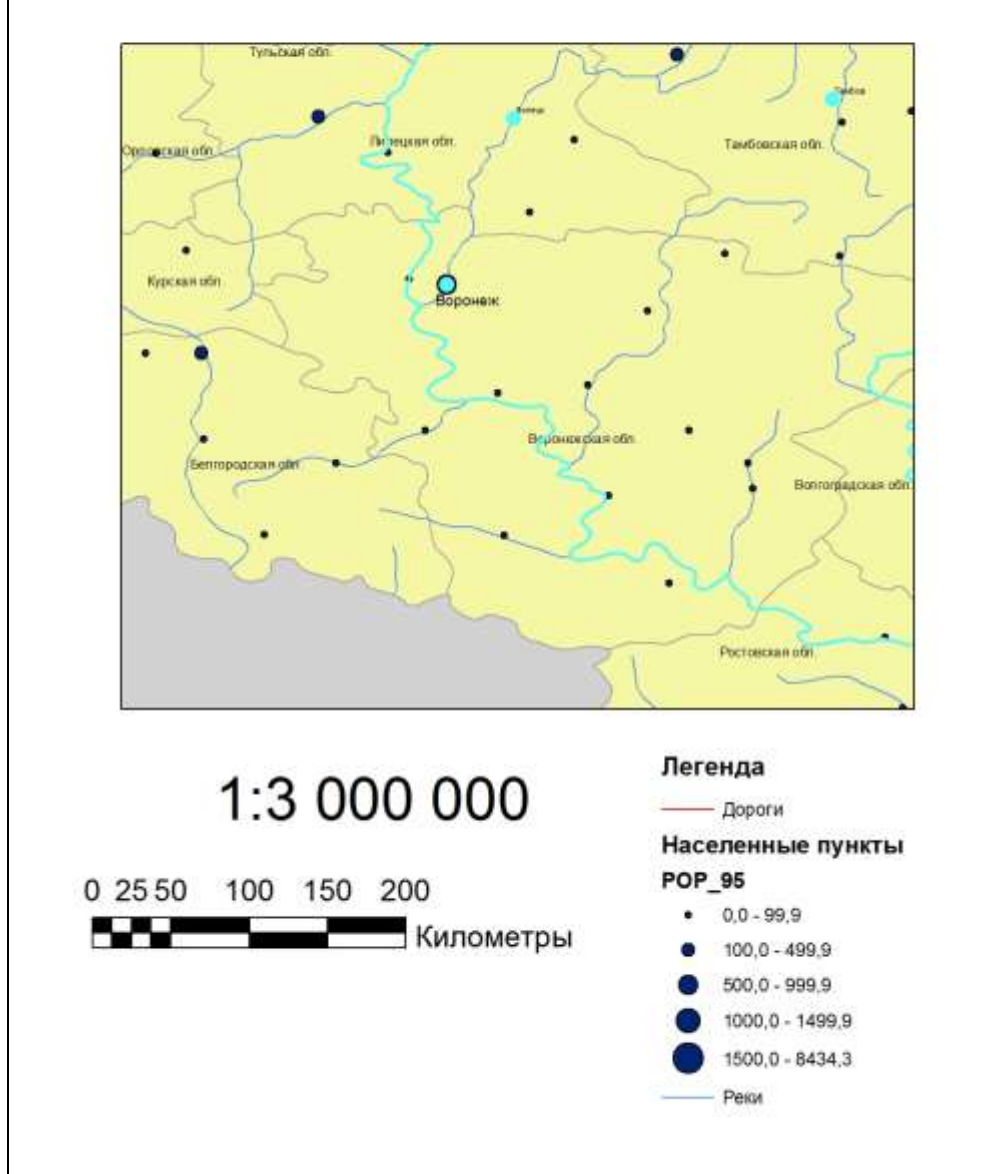 Тульская обл.
Липецк
Тамбов
Липецкая обл.
Тамбовская обл.
Орловская обл.
Курская обл.
Воронеж
Воронежская обл.
Белгородская обл.
Волгоградская обл.
Ростовская обл.
1:3 000 000
0 25 50 100 150 200
Километры
Легенда
Дороги
Населенные пункты
POP_95
0,0 - 99,9
100,0 - 499,9
500,0 - 999,9
1000,0 - 1499,9
1500,0 - 8434,3
Реки